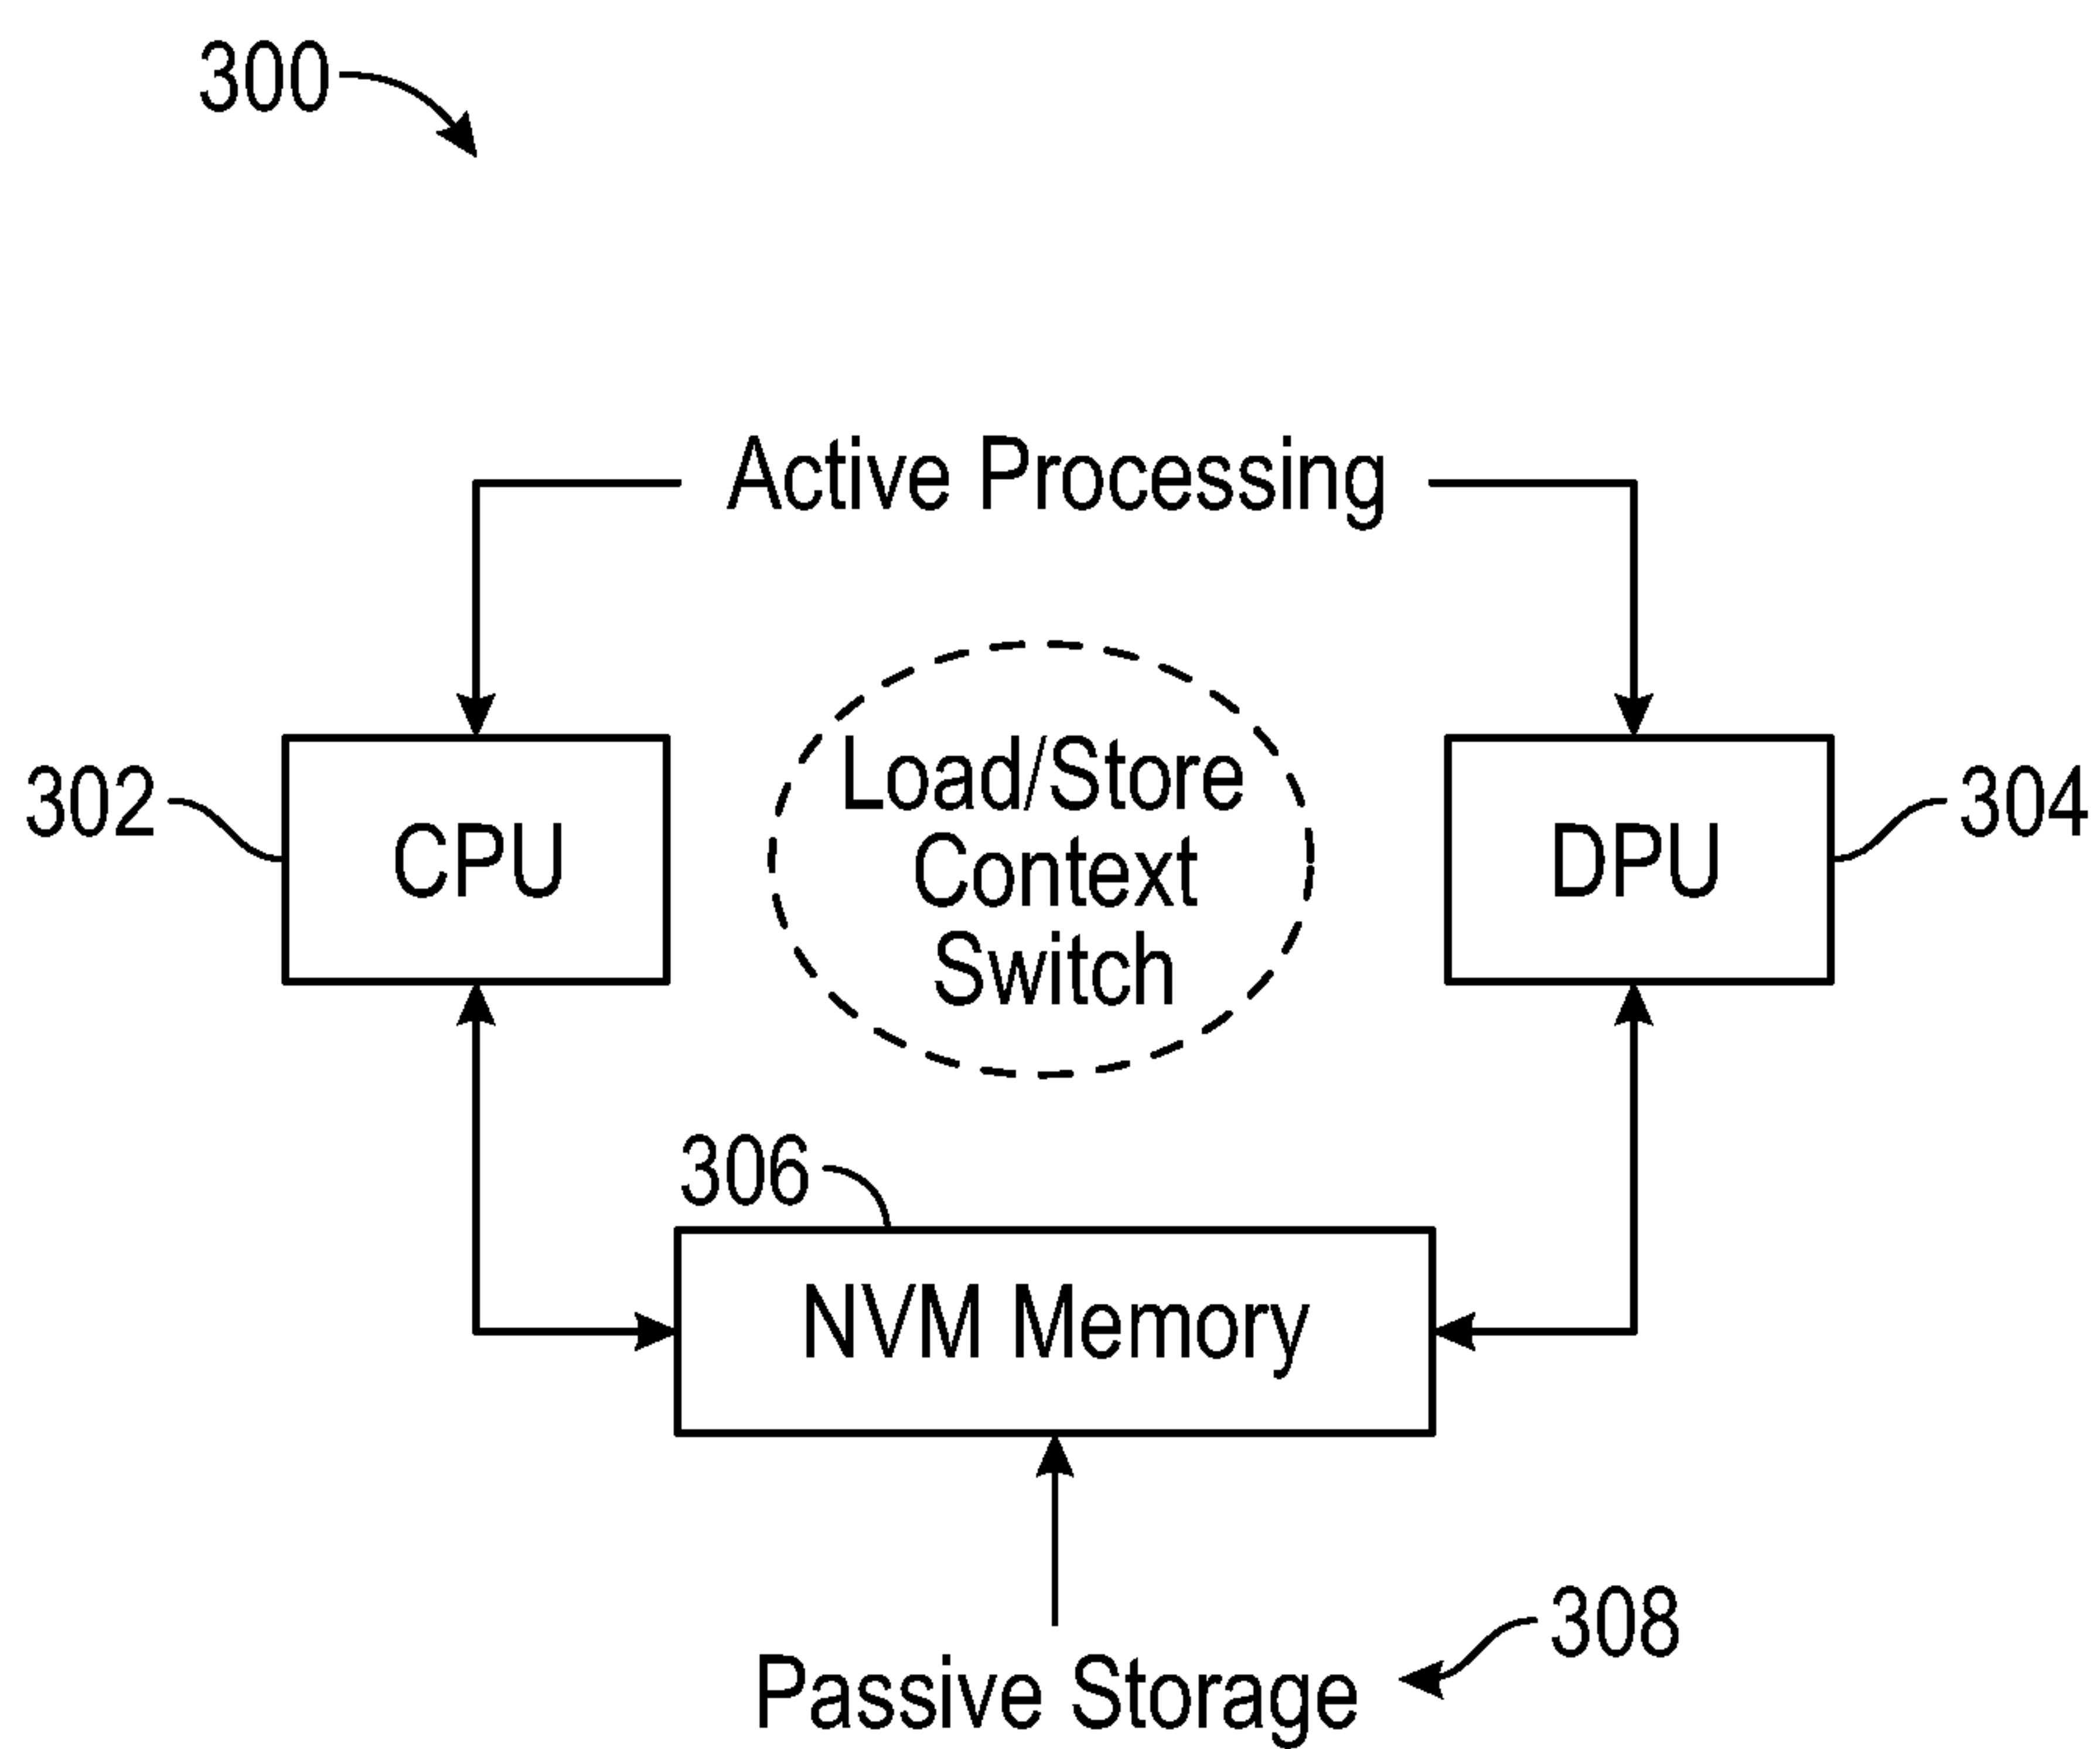 300
Active Processing
Load/Store
Context
Switch
302
CPU
DPU
304
306
NVM Memory
308
Passive Storage